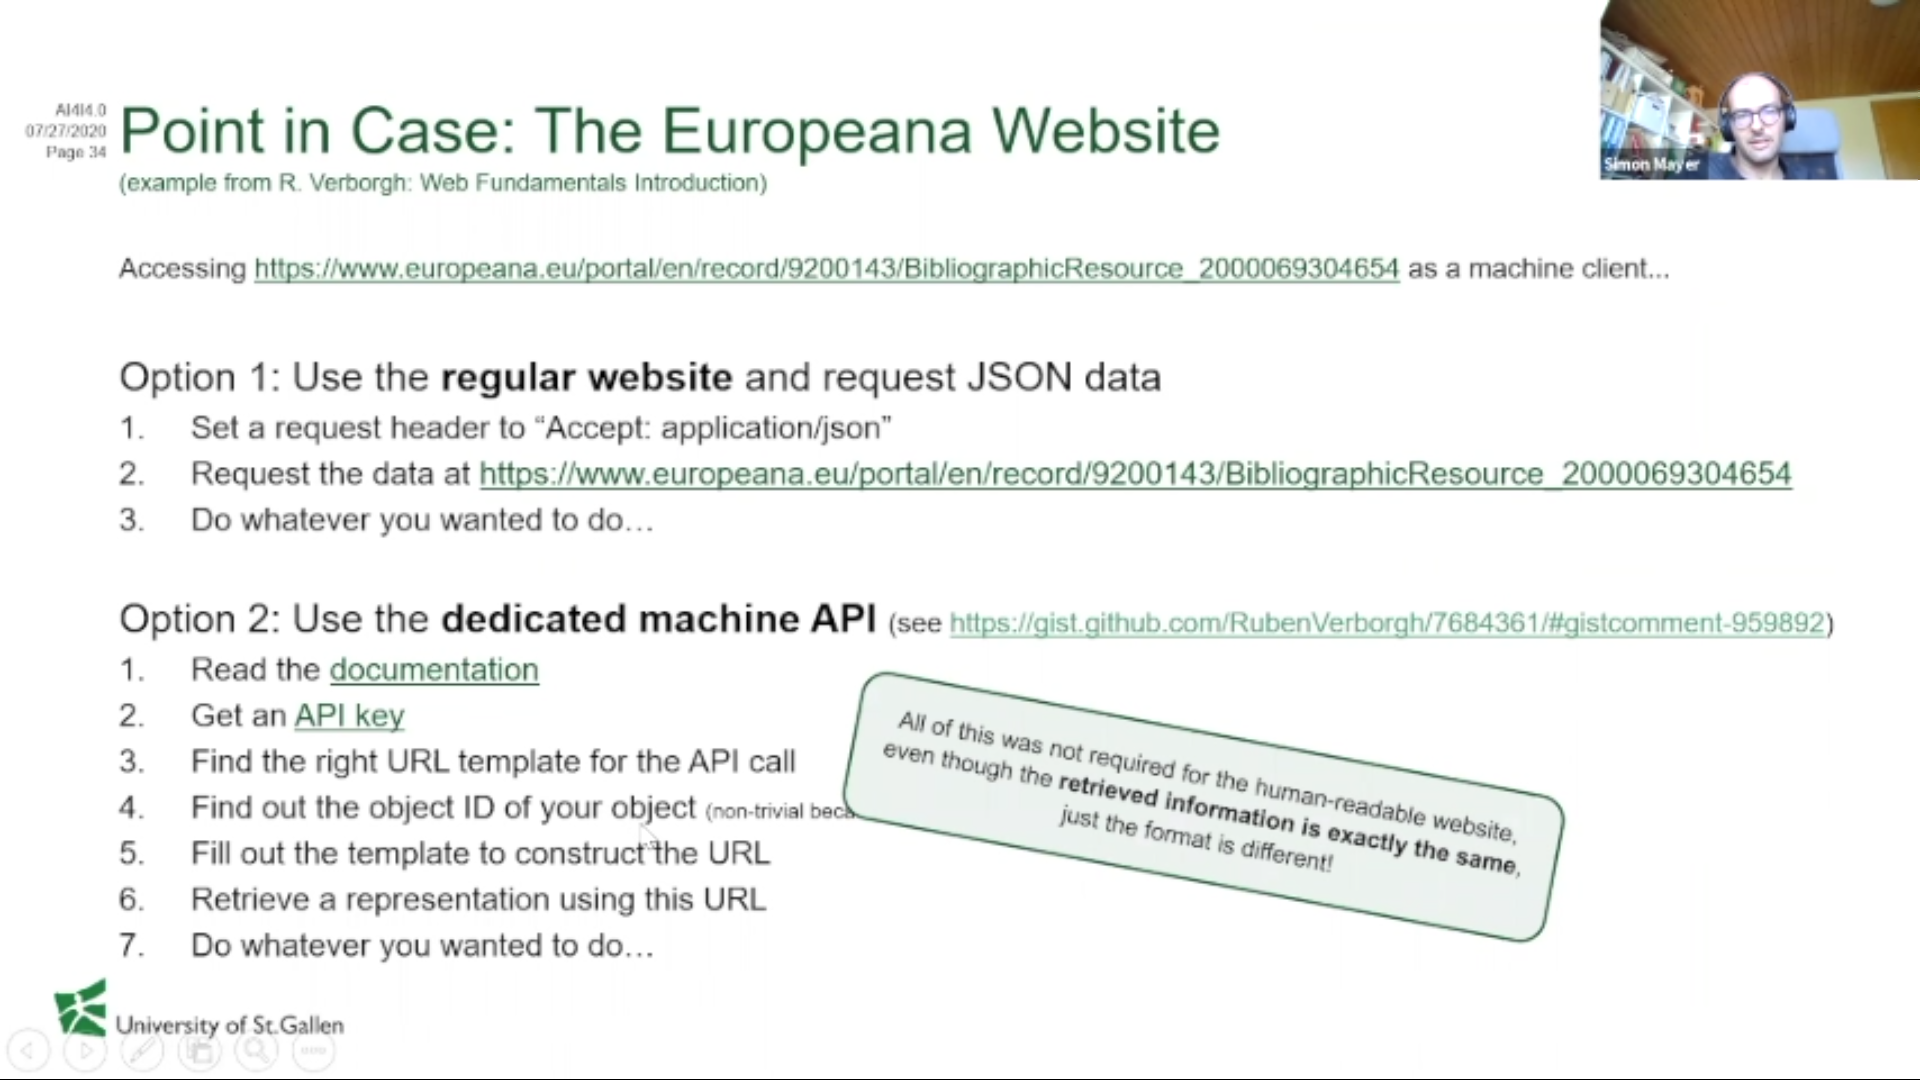 AI4I4.0
07/27/2020
Page 34
Point in Case: The Europeana Website
(example from R. Verborgh: Web Fundamentals Introduction)
Simon Mayer
Accessing https://www.europeana.eu/portal/en/record/9200143/BibliographicResource_2000069304654 as a machine client...
Option 1: Use the regular website and request JSON data
1. Set a request header to “Accept: application/json”
2. Request the data at https://www.europeana.eu/portal/en/record/9200143/BibliographicResource_2000069304654
3. Do whatever you wanted to do…
Option 2: Use the dedicated machine API (see https://gist.github.com/RubenVerborgh/7684361/#gistcomment-959892)
1. Read the documentation
2. Get an API key
3. Find the right URL template for the API call
4. Find out the object ID of your object (non-trivial beca
5. Fill out the template to construct the URL
6. Retrieve a representation using this URL
7. Do whatever you wanted to do…
All of this was not required for the human-readable website,
even though the retrieved information is exactly the same,
just the format is different!
University of St.Gallen